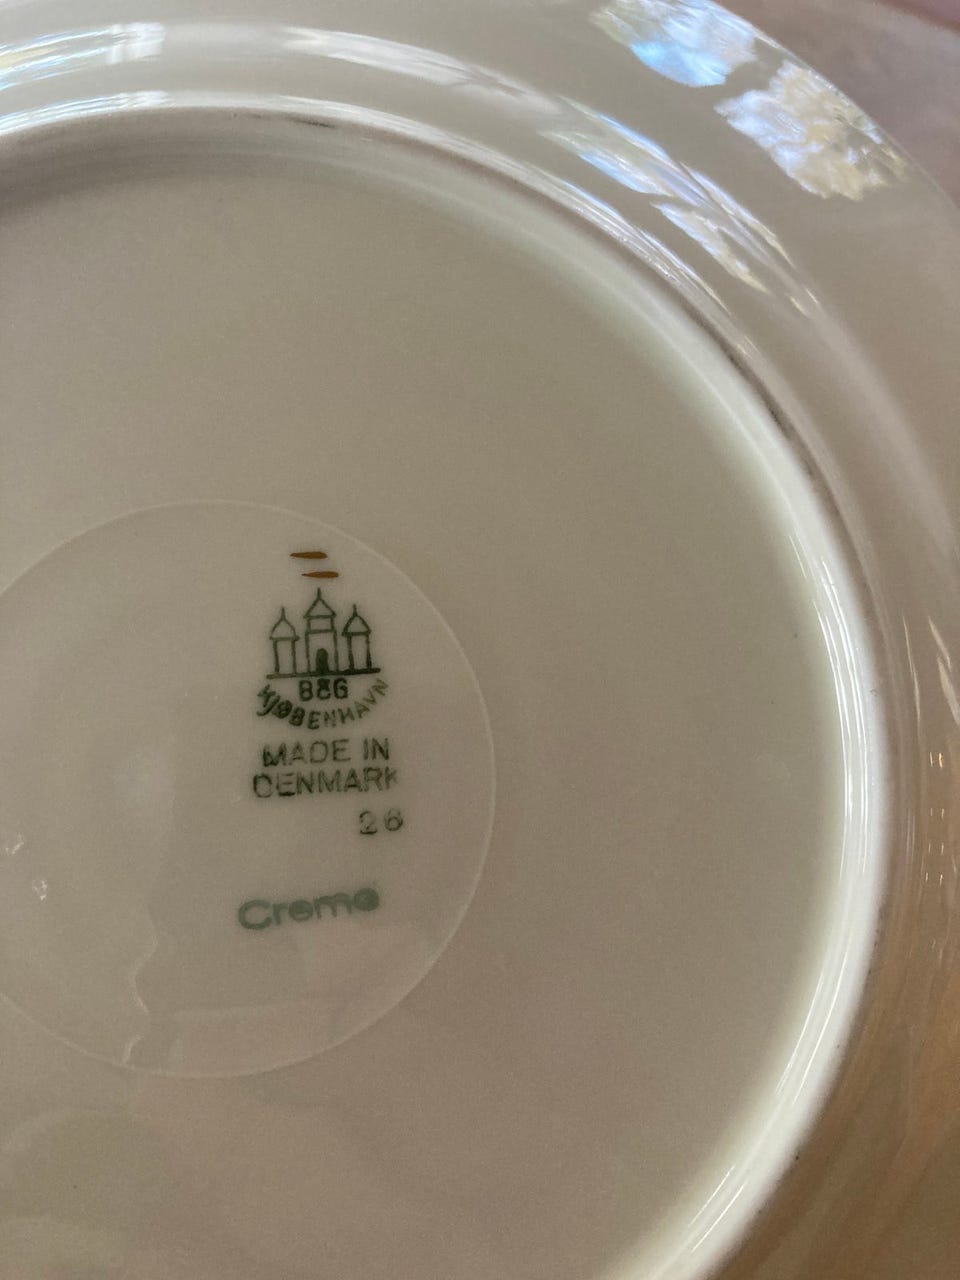 B&G
KJØBENHAVN
MADE IN
DENMARK
26
Creme